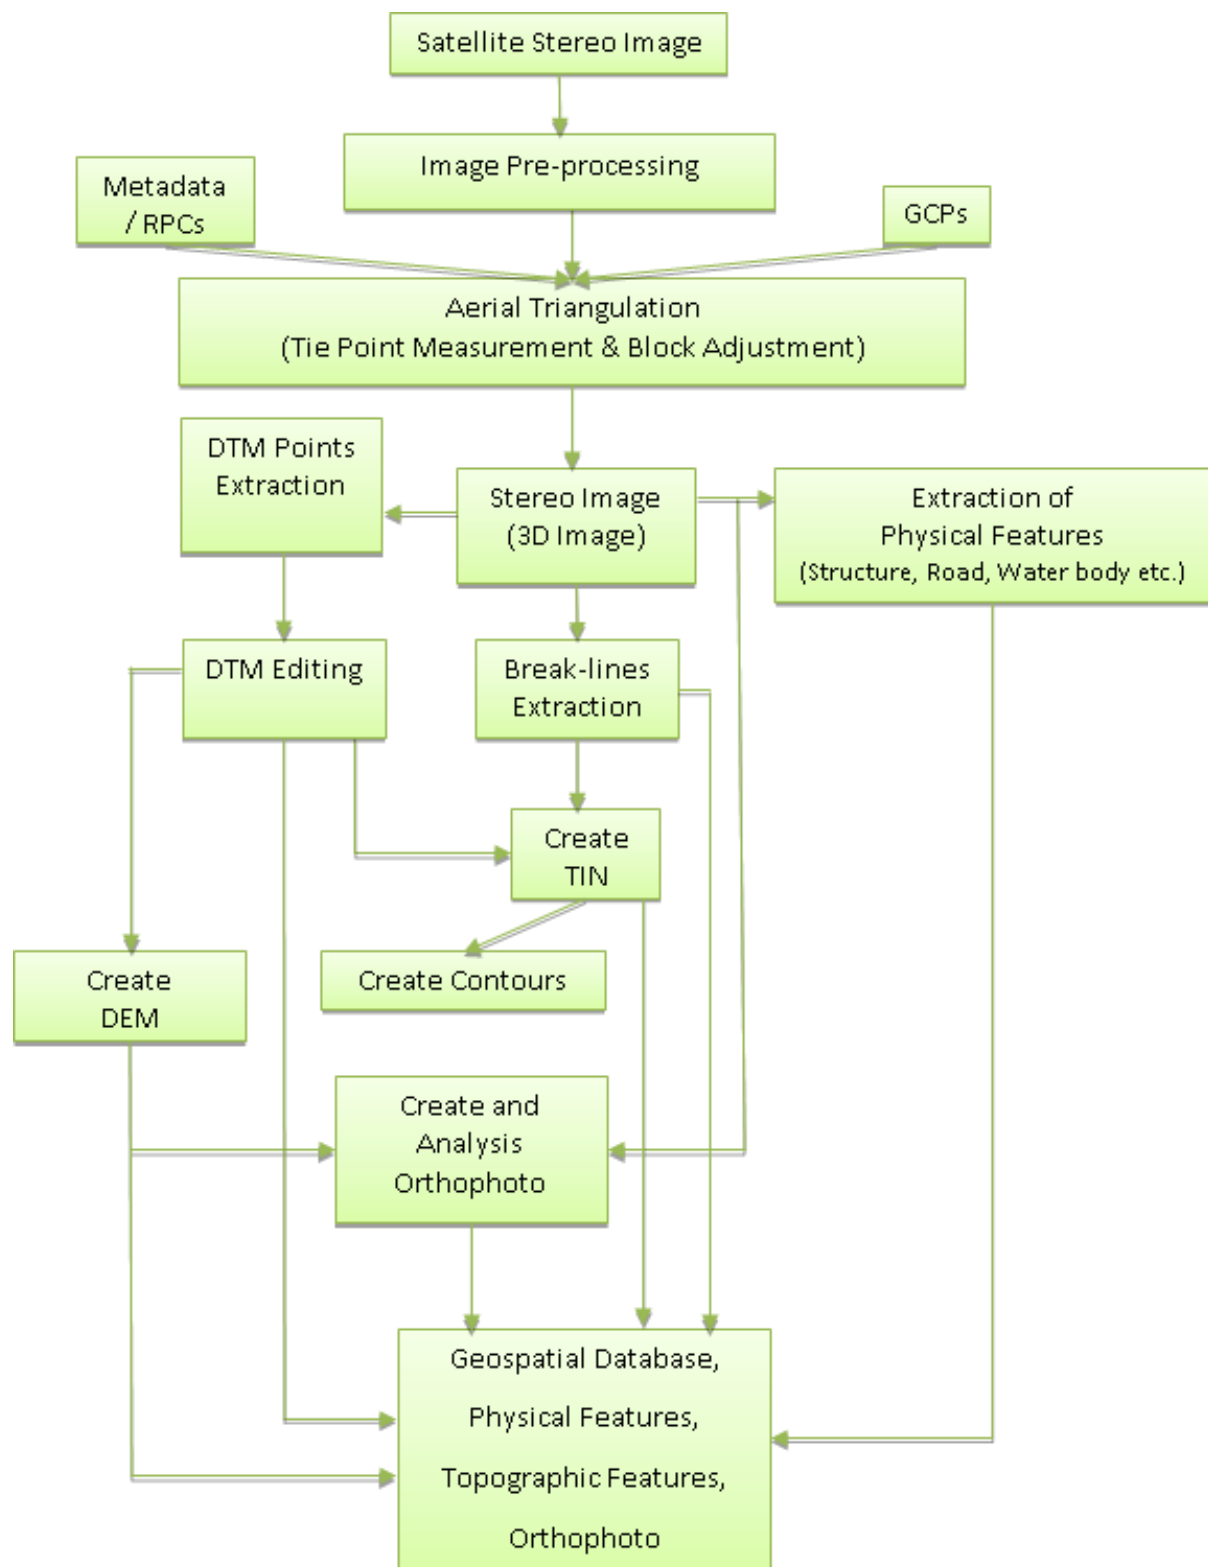 Satellite Stereo Image
Image Pre-processing
Metadata
/ RPCs
GCPs
Aerial Triangulation
(Tie Point Measurement & Block Adjustment)
DTM Points
Extraction
Stereo Image
(3D Image)
Extraction of
Physical Features
(Structure, Road, Water body etc.)
DTM Editing
Break-lines
Extraction
Create
TIN
Create
DEM
Create Contours
Create and
Analysis
Orthophoto
Geospatial Database,
Physical Features,
Topographic Features,
Orthophoto